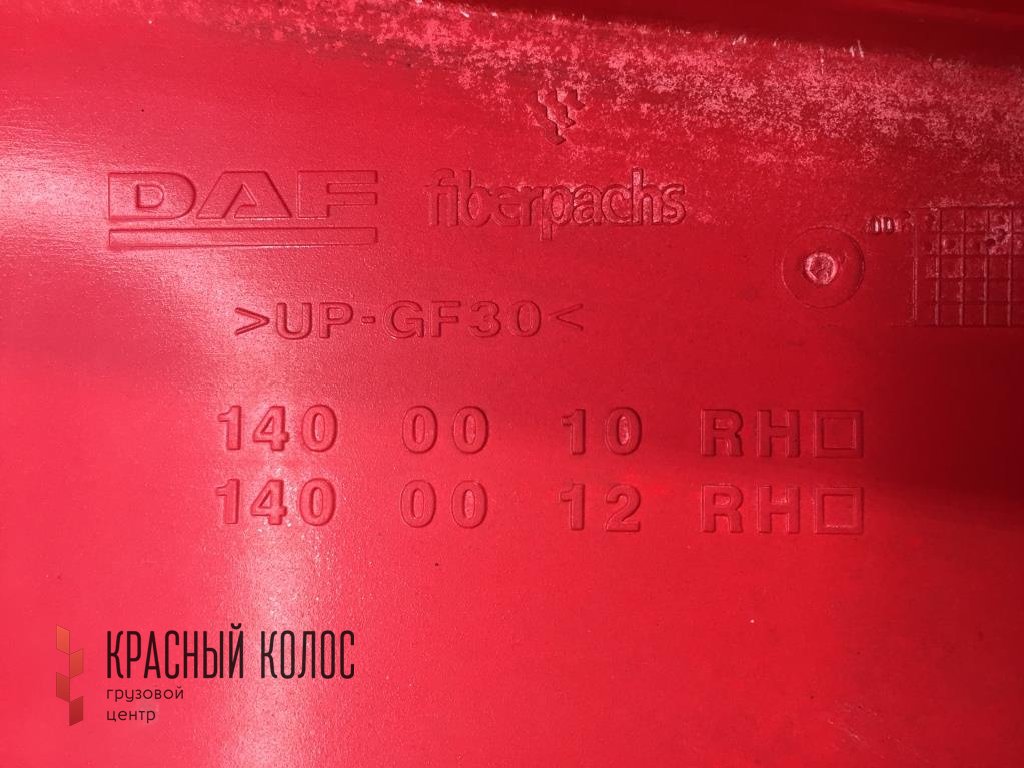 DAF fiberpachs
>UP-GF30<
140 00 10 RH
140 00 12 RH
КРАСНЫЙ КОЛОС
грузовой
центр